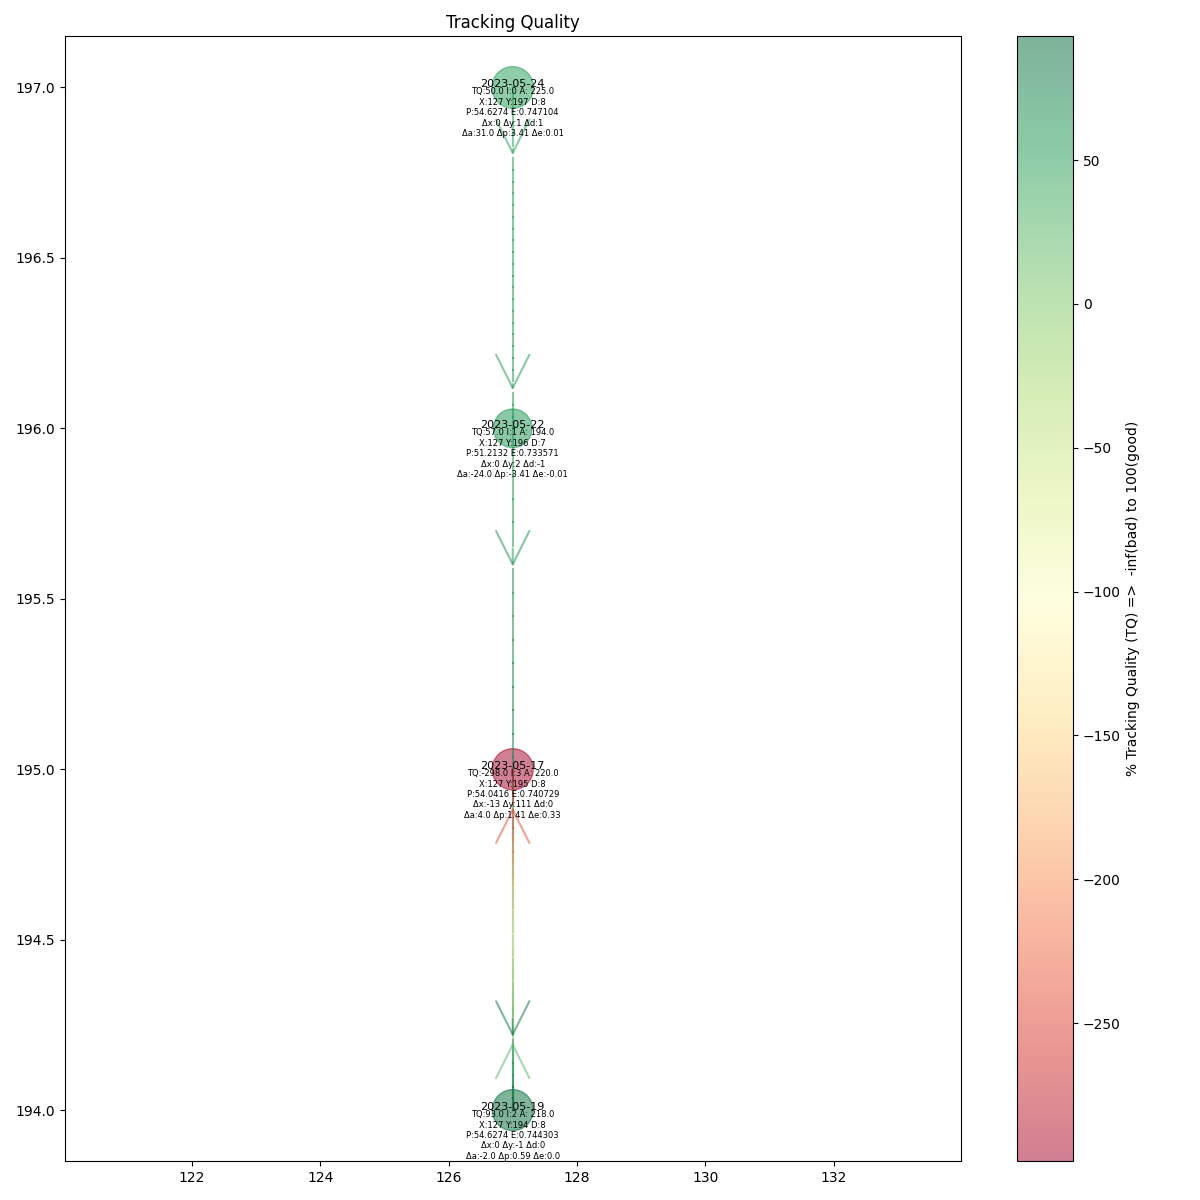 Tracking Quality
197.0
196.5
196.0
195.5
195.0
194.5
194.0
2023-05-24
TQ:50.0 I:0 A: 225.0
X:127 Y:197 D:8
P:54.6274 E:0.747104
Δx:0 Δy:1 Δd:1
Δa:31.0 Δp:3.41 Δe:0.01
2023-05-22
TQ:57.0 I:1 A: 194.0
X:127 Y:196 D:7
P:51.2132 E:0.733571
Δx:0 Δy:2 Δd:-1
Δa:-24.0 Δp:-3.41 Δe:-0.01
2023-05-17
TQ:-298.0 I:3 A: 220.0
X:127 Y:195 D:8
P:54.0416 E:0.740729
Δx:-13 Δy:111 Δd:0
Δa:4.0 Δp:1.41 Δe:0.33
2023-05-19
TQ:93.0 I:2 A: 218.0
X:127 Y:194 D:8
P:54.6274 E:0.744303
Δx:0 Δy:-1 Δd:0
Δa:-2.0 Δp:0.59 Δe:0.0
122
124
126
128
130
132
50
0
−50
−100
−150
−200
−250
% Tracking Quality (TQ) => -inf(bad) to 100(good)